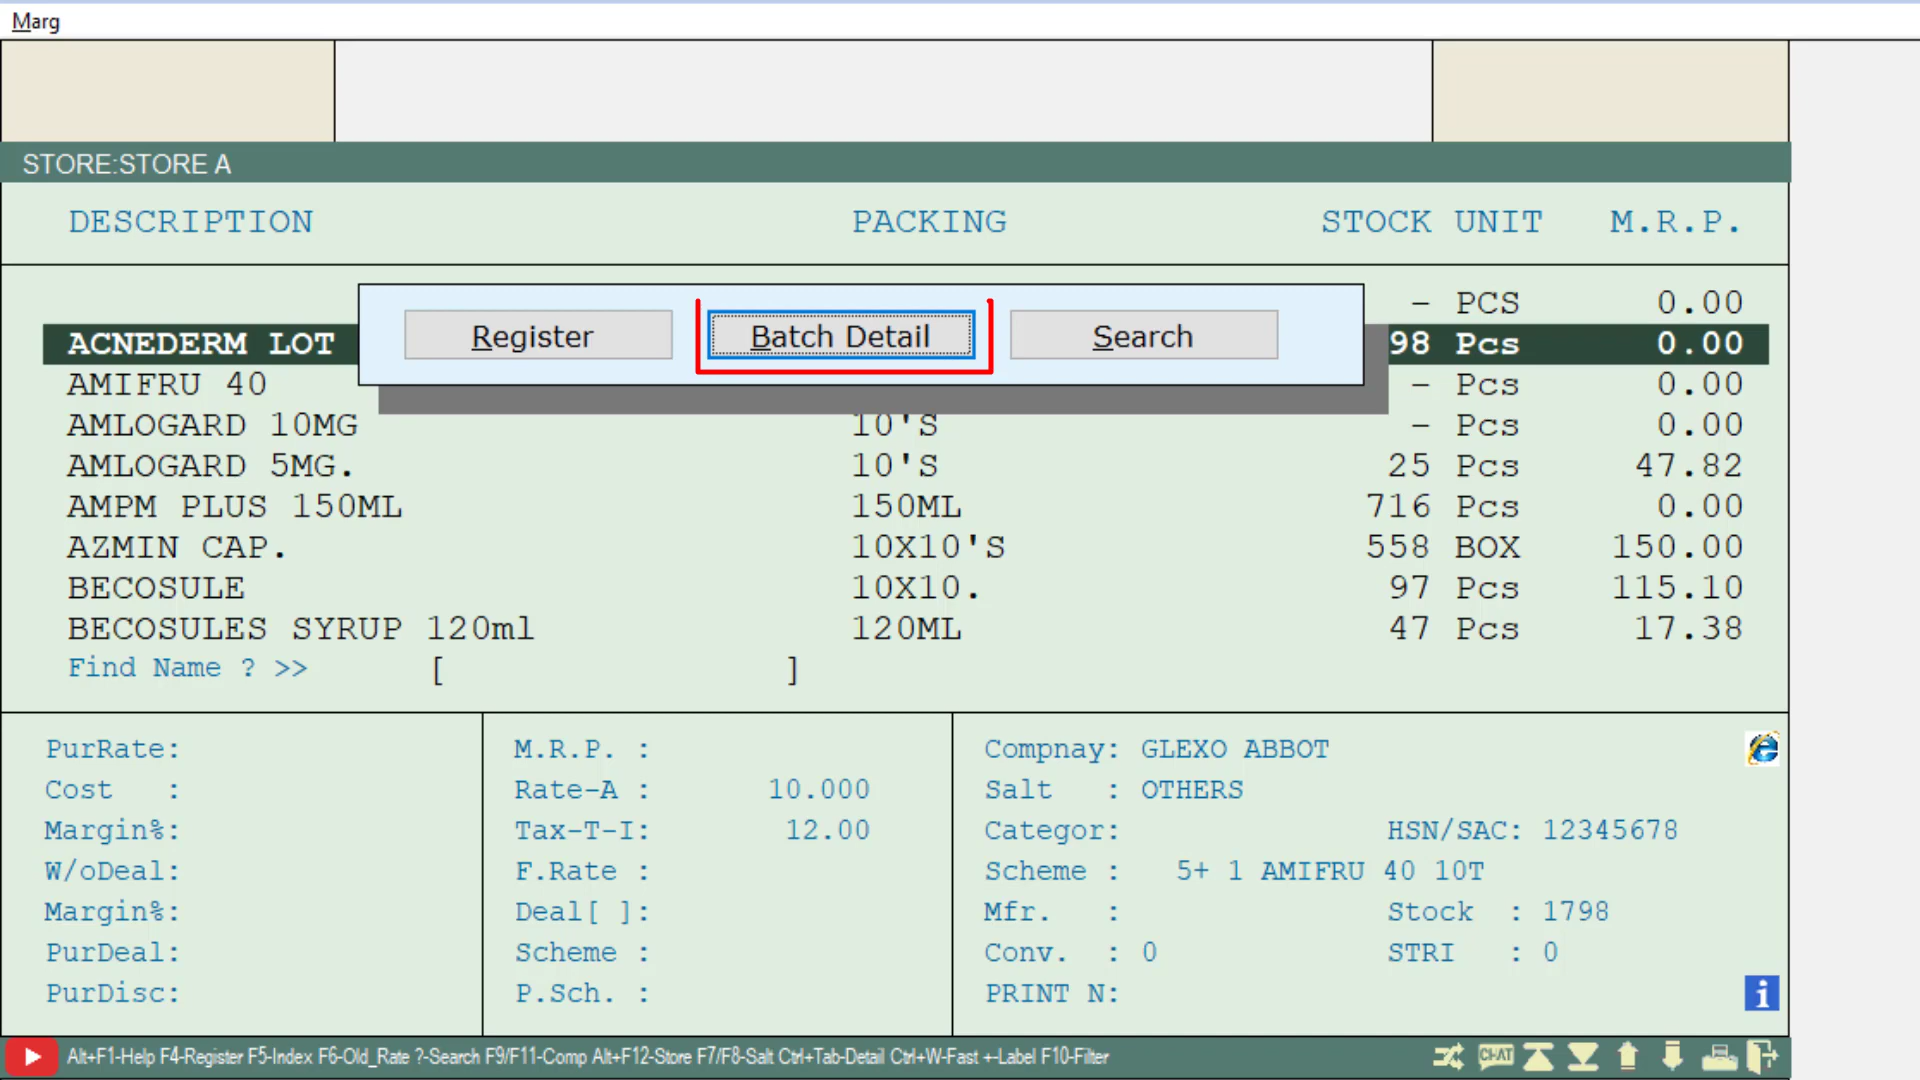 Marg
STORE:STORE A
DESCRIPTION PACKING STOCK UNIT M.R.P.
- PCS 0.00
Register Batch Detail Search
ACNEDERM LOT 98 Pcs 0.00
AMIFRU 40 - Pcs 0.00
AMLOGARD 10MG 10'S - Pcs 0.00
AMLOGARD 5MG. 10'S 25 Pcs 47.82
AMPM PLUS 150ML 150ML 716 Pcs 0.00
AZMIN CAP. 10X10'S 558 BOX 150.00
BECOSULE 10X10. 97 Pcs 115.10
BECOSULES SYRUP 120ml 120ML 47 Pcs 17.38
Find Name ? >> [ ]
PurRate: M.R.P. : Compnay: GLEXO ABBOT
Cost : Rate-A : 10.000 Salt : OTHERS
Margin%: Tax-T-I: 12.00 Categor: HSN/SAC: 12345678
W/oDeal: F.Rate : Scheme : 5+ 1 AMIFRU 40 10T
Margin%: Deal[ ]: Mfr. : Stock : 1798
PurDeal: Scheme : Conv. : 0 STRI : 0
PurDisc: P.Sch. : PRINT N:
Alt+F1-Help F4-Register F5-Index F6-Old_Rate ?-Search F9/F11-Comp Alt+F12-Store F7/F8-Salt Ctrl+Tab-Detail Ctrl+W-Fast +-Label F10-Filter CHAT